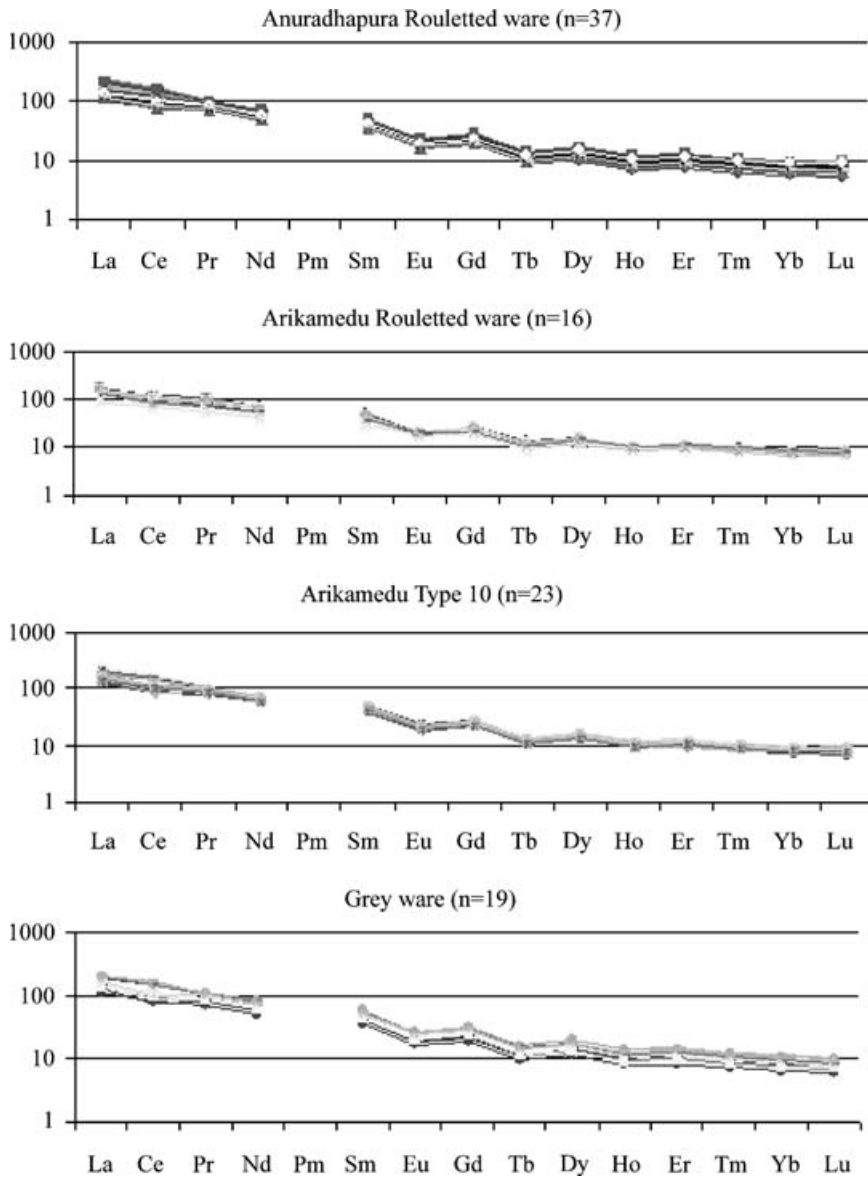 Anuradhapura Rouletted ware (n=37)
1000
100
10
1
La Ce Pr Nd Pm Sm Eu Gd Tb Dy Ho Er Tm Yb Lu
Arikamedu Rouletted ware (n=16)
1000
100
10
1
La Ce Pr Nd Pm Sm Eu Gd Tb Dy Ho Er Tm Yb Lu
Arikamedu Type 10 (n=23)
1000
100
10
1
La Ce Pr Nd Pm Sm Eu Gd Tb Dy Ho Er Tm Yb Lu
Grey ware (n=19)
1000
100
10
1
La Ce Pr Nd Pm Sm Eu Gd Tb Dy Ho Er Tm Yb Lu